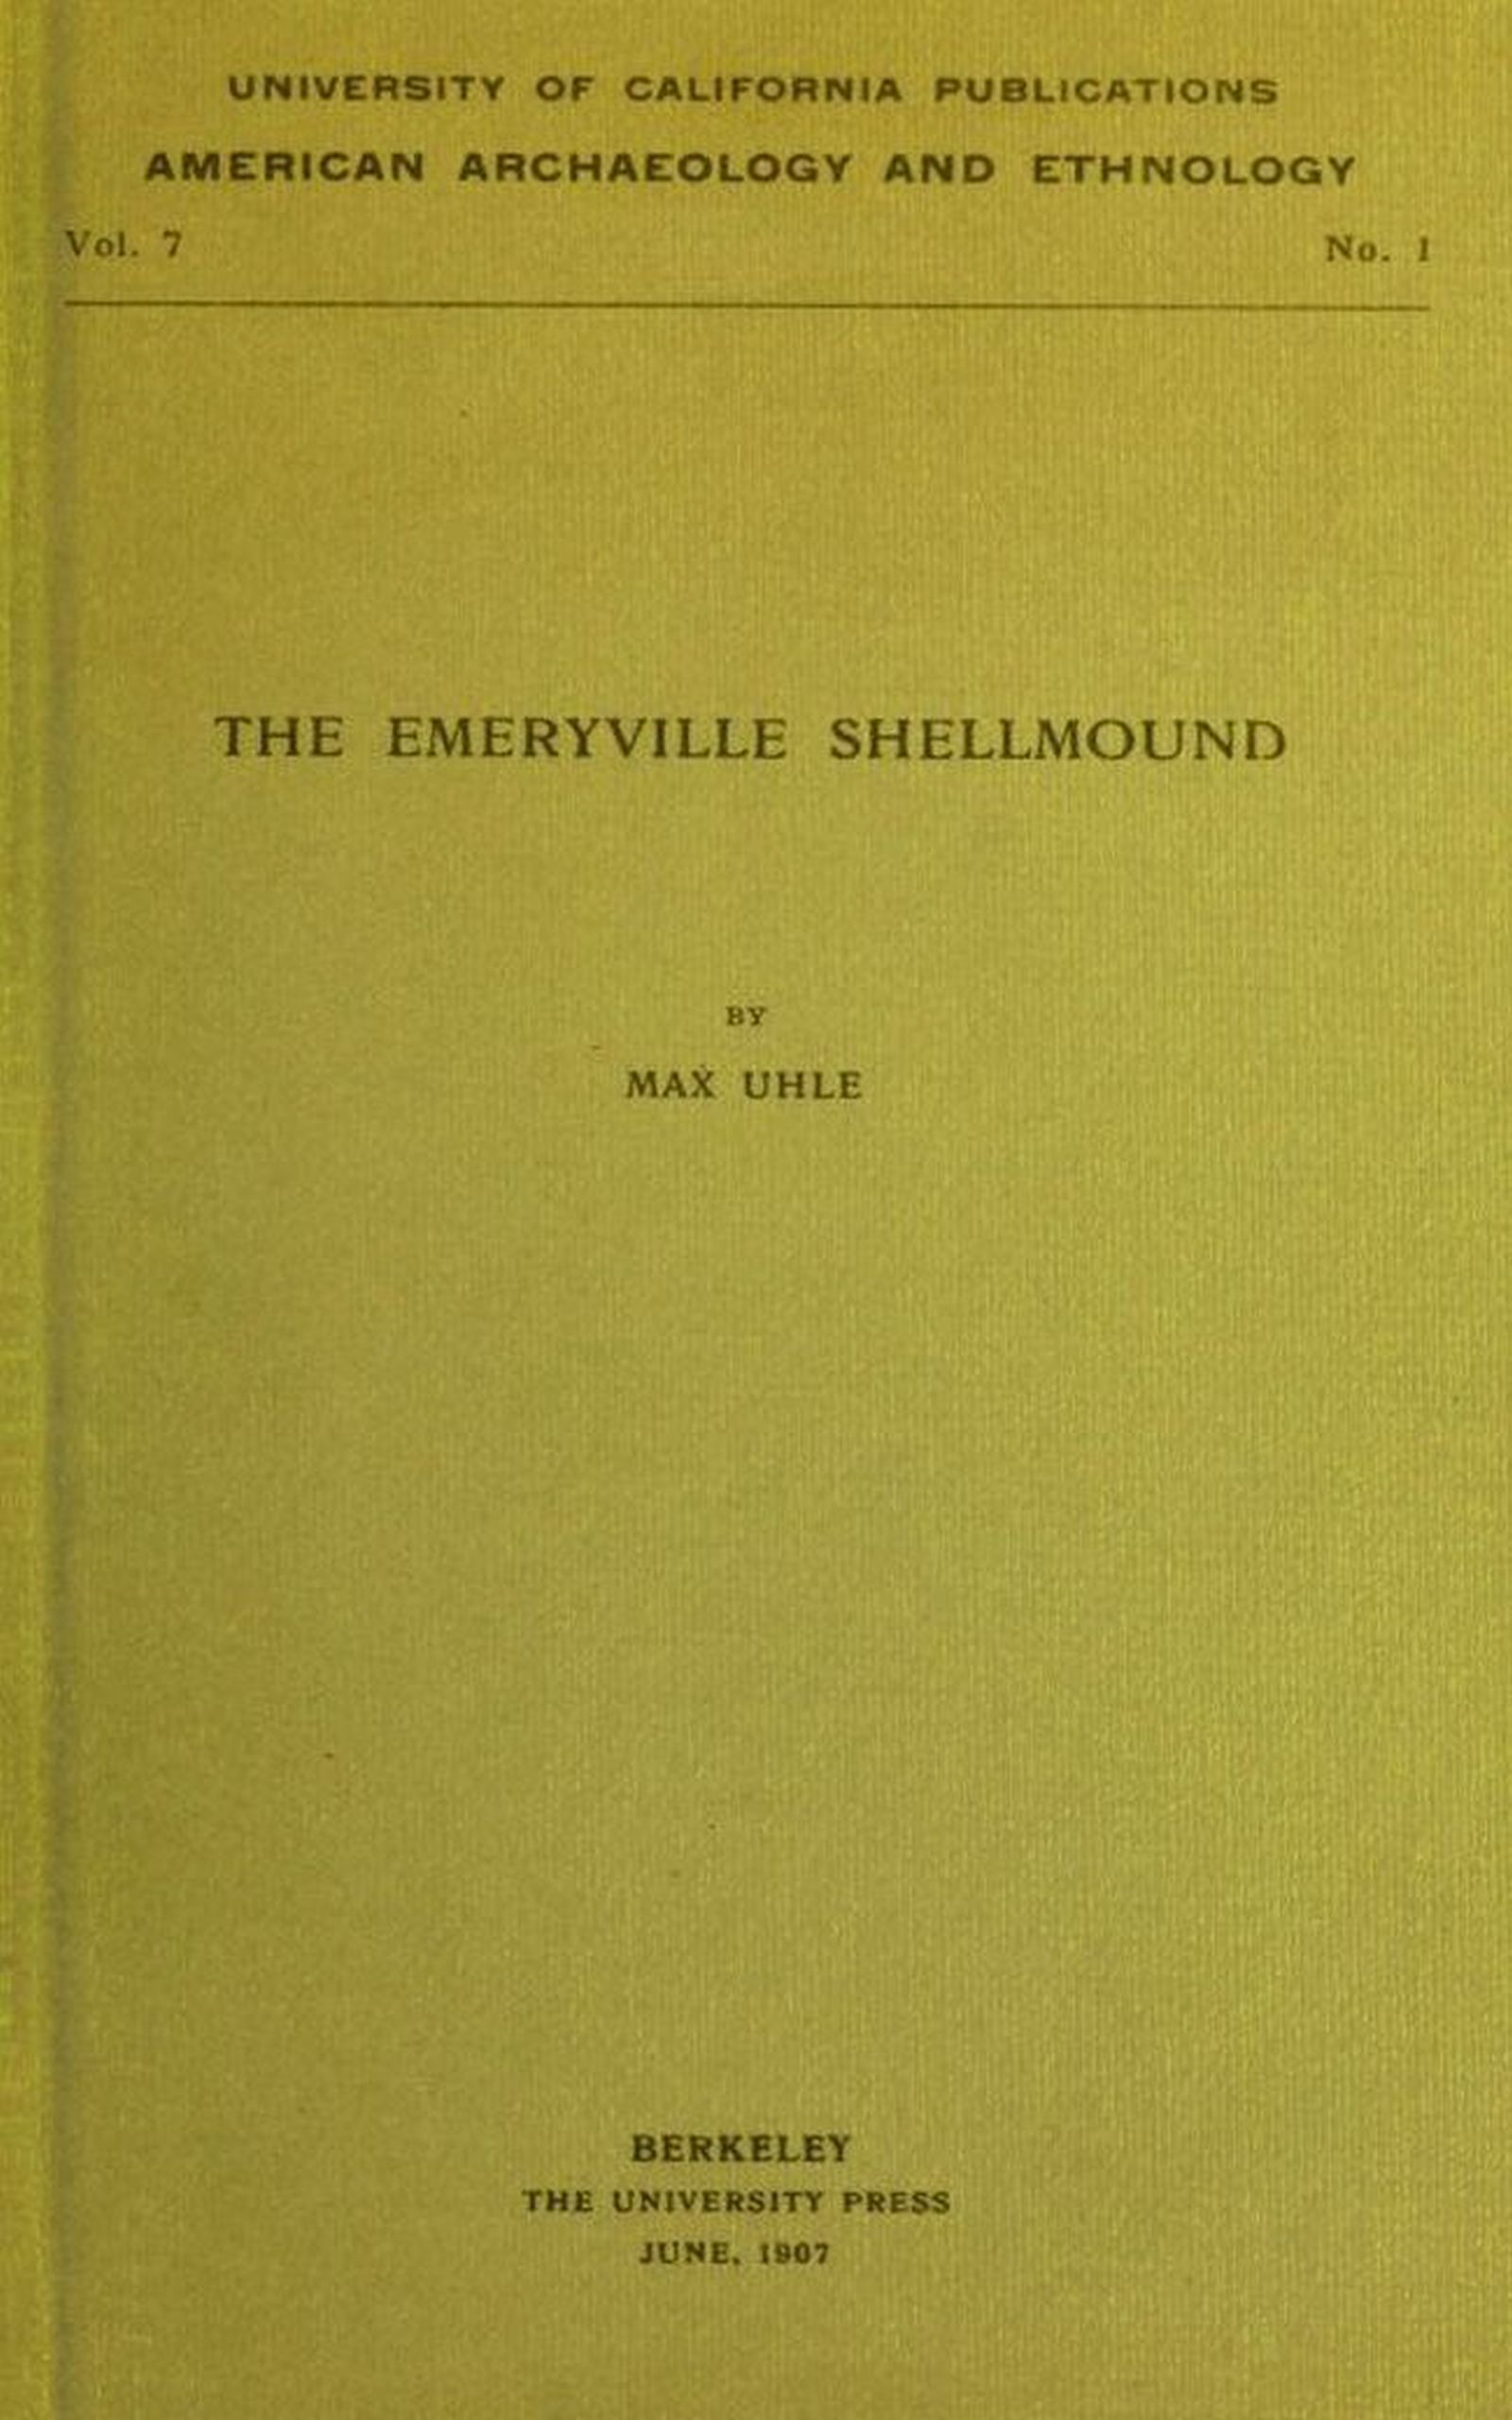 UNIVERSITY OF CALIFORNIA PUBLICATIONS
AMERICAN ARCHAEOLOGY AND ETHNOLOGY
Vol. 7 No. 1
THE EMERYVILLE SHELLMOUND
BY
MAX UHLE
BERKELEY
THE UNIVERSITY PRESS
JUNE, 1907